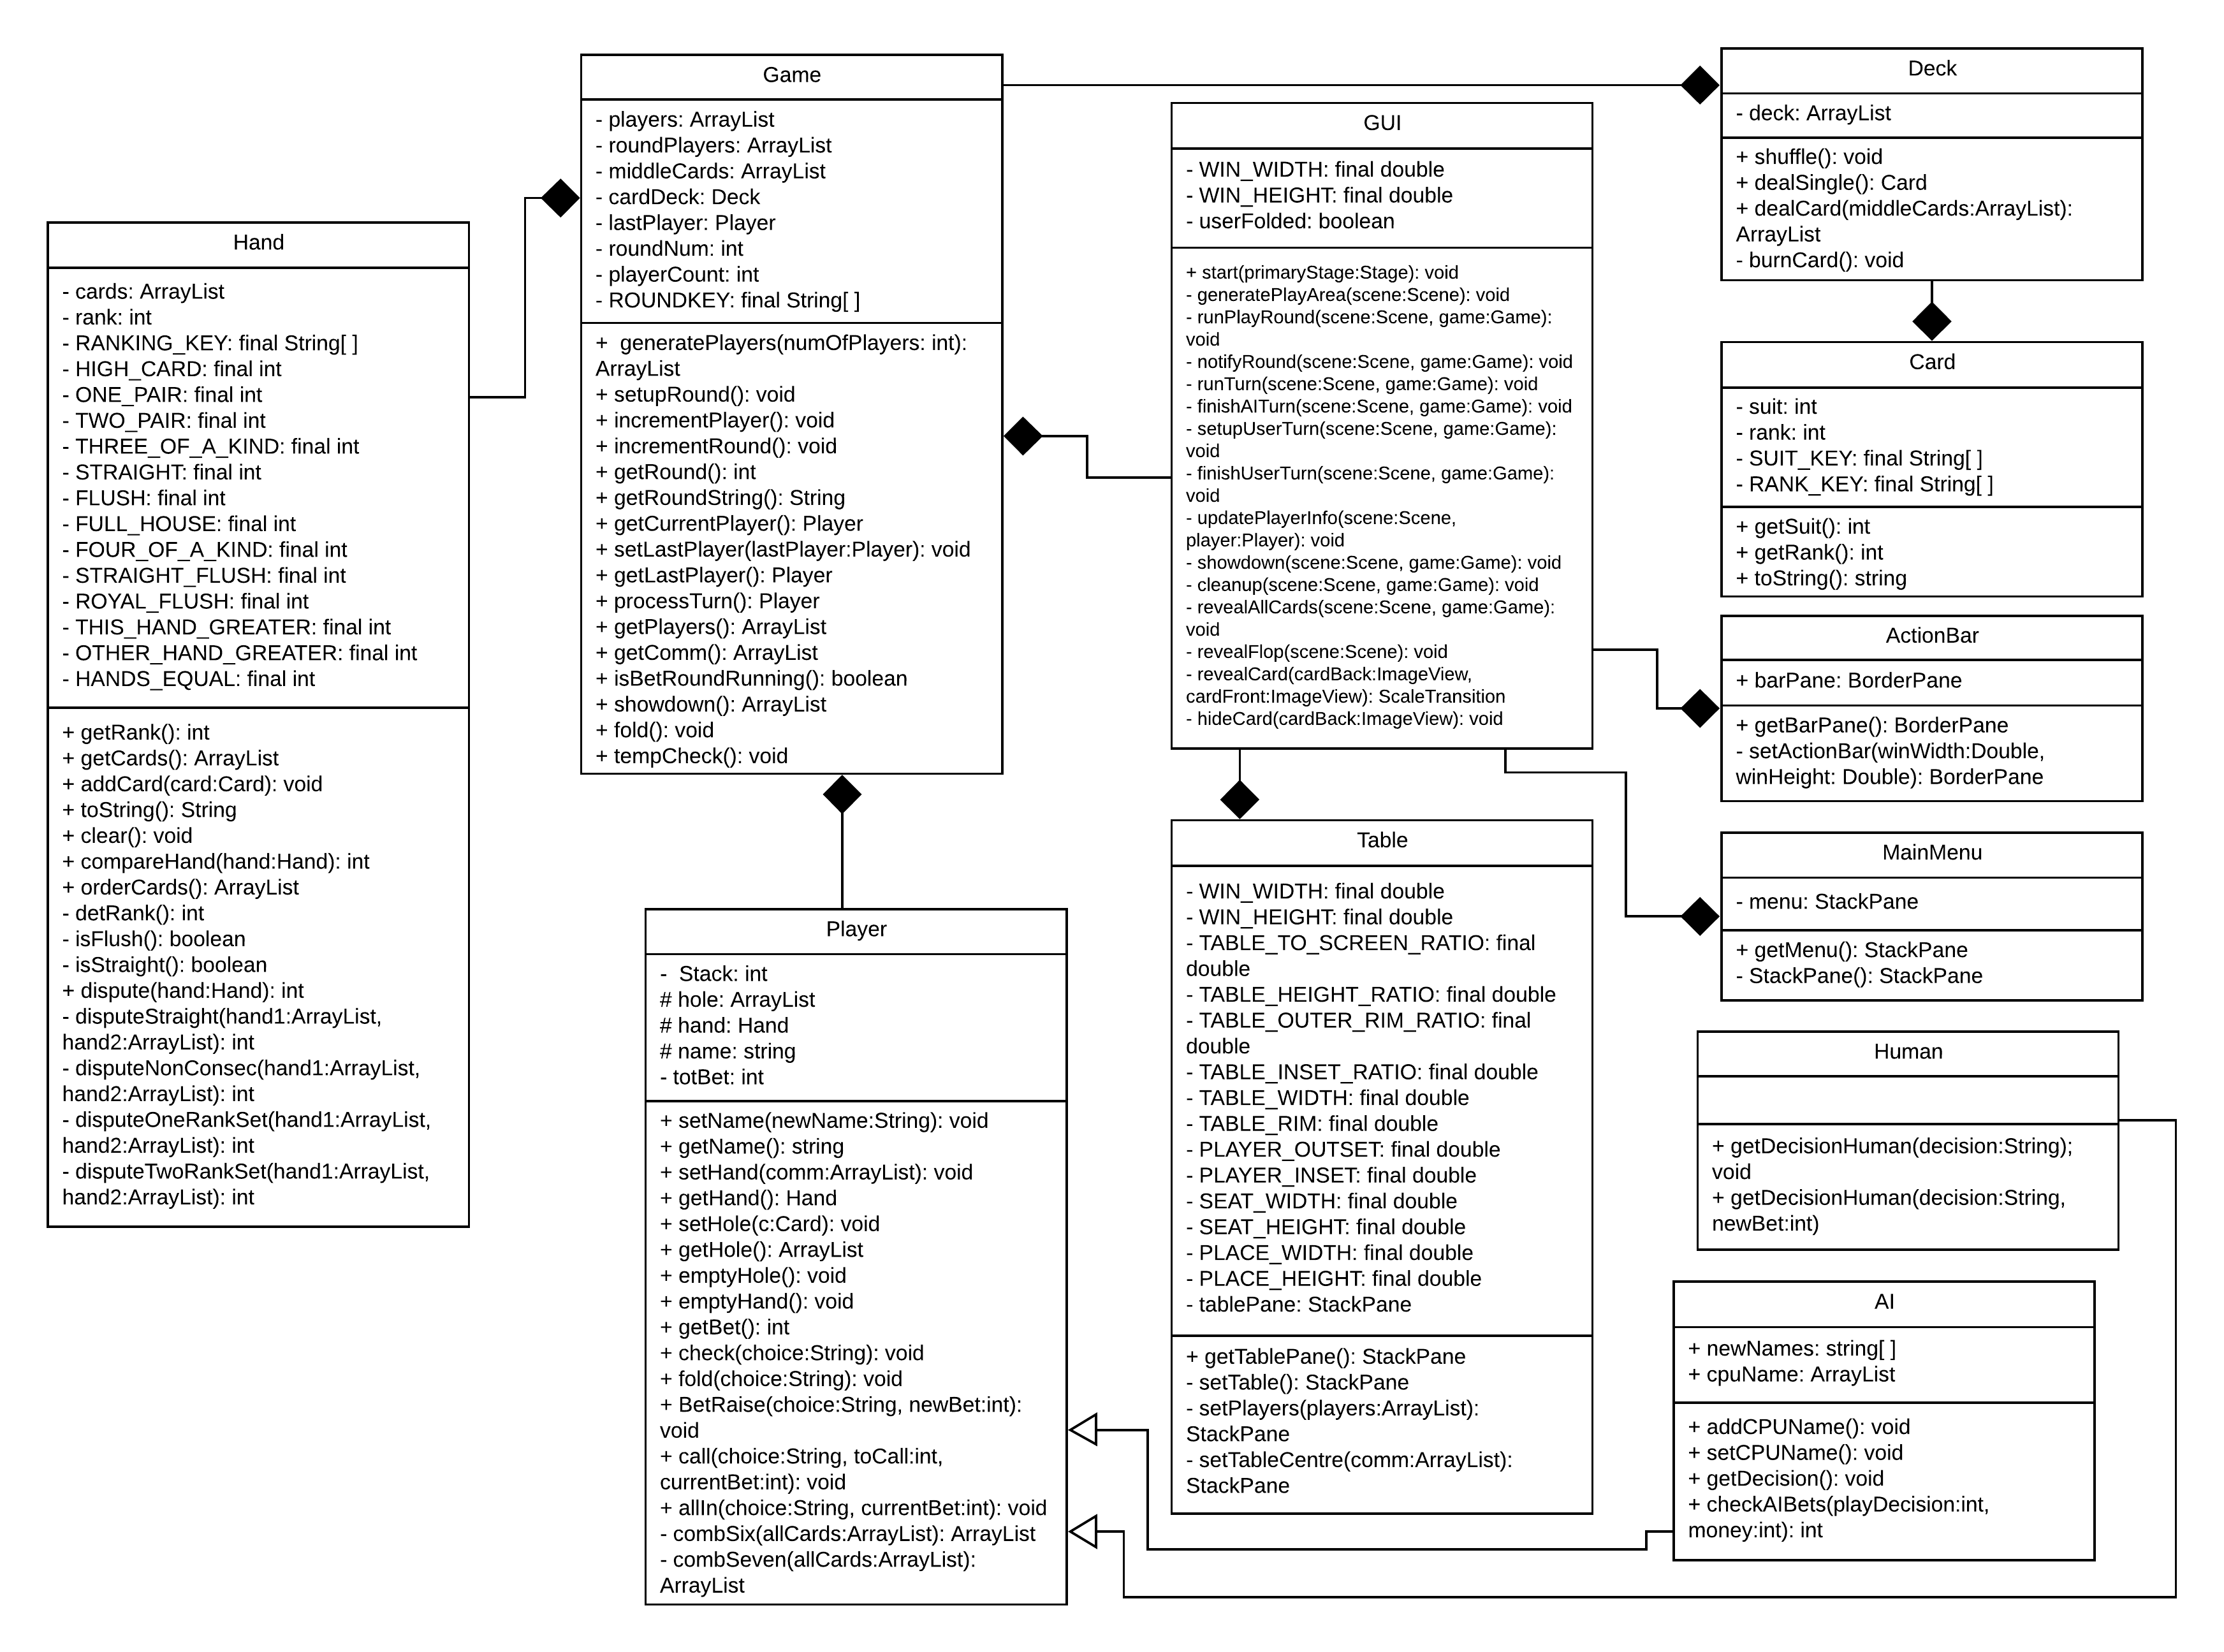 Hand
- cards: ArrayList
- rank: int
- RANKING_KEY: final String[ ]
- HIGH_CARD: final int
- ONE_PAIR: final int
- TWO_PAIR: final int
- THREE_OF_A_KIND: final int
- STRAIGHT: final int
- FLUSH: final int
- FULL_HOUSE: final int
- FOUR_OF_A_KIND: final int
- STRAIGHT_FLUSH: final int
- ROYAL_FLUSH: final int
- THIS_HAND_GREATER: final int
- OTHER_HAND_GREATER: final int
- HANDS_EQUAL: final int
+ getRank(): int
+ getCards(): ArrayList
+ addCard(card:Card): void
+ toString(): String
+ clear(): void
+ compareHand(hand:Hand): int
+ orderCards(): ArrayList
- detRank(): int
- isFlush(): boolean
- isStraight(): boolean
+ dispute(hand:Hand): int
- disputeStraight(hand1:ArrayList,
hand2:ArrayList): int
- disputeNonConsec(hand1:ArrayList,
hand2:ArrayList): int
- disputeOneRankSet(hand1:ArrayList,
hand2:ArrayList): int
- disputeTwoRankSet(hand1:ArrayList,
hand2:ArrayList): int
Game
- players: ArrayList
- roundPlayers: ArrayList
- middleCards: ArrayList
- cardDeck: Deck
- lastPlayer: Player
- roundNum: int
- playerCount: int
- ROUNDKEY: final String[ ]
+  generatePlayers(numOfPlayers: int):
ArrayList
+ setupRound(): void
+ incrementPlayer(): void
+ incrementRound(): void
+ getRound(): int
+ getRoundString(): String
+ getCurrentPlayer(): Player
+ setLastPlayer(lastPlayer:Player): void
+ getLastPlayer(): Player
+ processTurn(): Player
+ getPlayers(): ArrayList
+ getComm(): ArrayList
+ isBetRoundRunning(): boolean
+ showdown(): ArrayList
+ fold(): void
+ tempCheck(): void
Player
-  Stack: int
# hole: ArrayList
# hand: Hand
# name: string
- totBet: int
+ setName(newName:String): void
+ getName(): string
+ setHand(comm:ArrayList): void
+ getHand(): Hand
+ setHole(c:Card): void
+ getHole(): ArrayList
+ emptyHole(): void
+ emptyHand(): void
+ getBet(): int
+ check(choice:String): void
+ fold(choice:String): void
+ BetRaise(choice:String, newBet:int):
void
+ call(choice:String, toCall:int,
currentBet:int): void
+ allIn(choice:String, currentBet:int): void
- combSix(allCards:ArrayList): ArrayList
- combSeven(allCards:ArrayList):
ArrayList
GUI
- WIN_WIDTH: final double
- WIN_HEIGHT: final double
- userFolded: boolean
+ start(primaryStage:Stage): void
- generatePlayArea(scene:Scene): void
- runPlayRound(scene:Scene, game:Game):
void
- notifyRound(scene:Scene, game:Game): void
- runTurn(scene:Scene, game:Game): void
- finishAITurn(scene:Scene, game:Game): void
- setupUserTurn(scene:Scene, game:Game):
void
- finishUserTurn(scene:Scene, game:Game):
void
- updatePlayerInfo(scene:Scene,
player:Player): void
- showdown(scene:Scene, game:Game): void
- cleanup(scene:Scene, game:Game): void
- revealAllCards(scene:Scene, game:Game):
void
- revealFlop(scene:Scene): void
- revealCard(cardBack:ImageView,
cardFront:ImageView): ScaleTransition
- hideCard(cardBack:ImageView): void
Table
- WIN_WIDTH: final double
- WIN_HEIGHT: final double
- TABLE_TO_SCREEN_RATIO: final
double
- TABLE_HEIGHT_RATIO: final double
- TABLE_OUTER_RIM_RATIO: final
double
- TABLE_INSET_RATIO: final double
- TABLE_WIDTH: final double
- TABLE_RIM: final double
- PLAYER_OUTSET: final double
- PLAYER_INSET: final double
- SEAT_WIDTH: final double
- SEAT_HEIGHT: final double
- PLACE_WIDTH: final double
- PLACE_HEIGHT: final double
- tablePane: StackPane
+ getTablePane(): StackPane
- setTable(): StackPane
- setPlayers(players:ArrayList):
StackPane
- setTableCentre(comm:ArrayList):
StackPane
Deck
- deck: ArrayList
+ shuffle(): void
+ dealSingle(): Card
+ dealCard(middleCards:ArrayList):
ArrayList
- burnCard(): void
Card
- suit: int
- rank: int
- SUIT_KEY: final String[ ]
- RANK_KEY: final String[ ]
+ getSuit(): int
+ getRank(): int
+ toString(): string
ActionBar
+ barPane: BorderPane
+ getBarPane(): BorderPane
- setActionBar(winWidth:Double,
winHeight: Double): BorderPane
MainMenu
- menu: StackPane
+ getMenu(): StackPane
- StackPane(): StackPane
Human
+ getDecisionHuman(decision:String);
void
+ getDecisionHuman(decision:String,
newBet:int)
AI
+ newNames: string[ ]
+ cpuName: ArrayList
+ addCPUName(): void
+ setCPUName(): void
+ getDecision(): void
+ checkAIBets(playDecision:int,
money:int): int